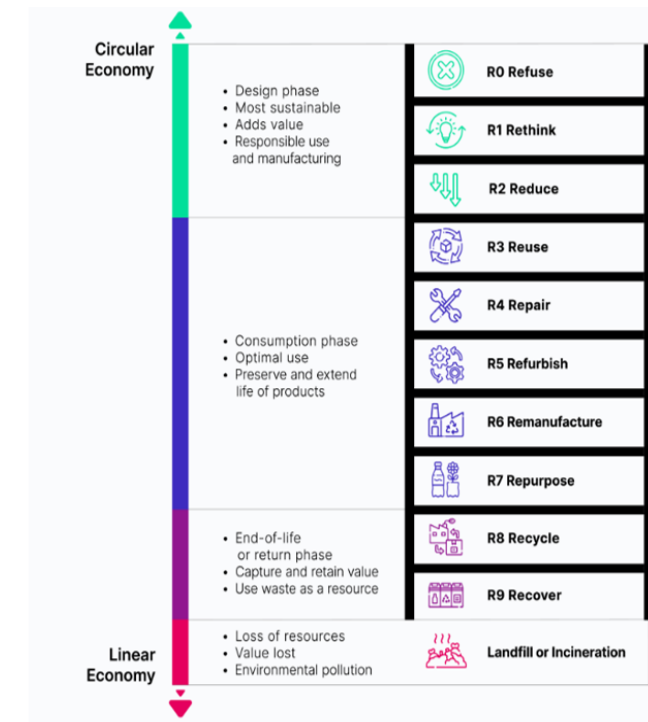 Circular
Economy
• Design phase
• Most sustainable
• Adds value
• Responsible use
and manufacturing
R0 Refuse
R1 Rethink
R2 Reduce
• Consumption phase
• Optimal use
• Preserve and extend
life of products
R3 Reuse
R4 Repair
R5 Refurbish
R6 Remanufacture
R7 Repurpose
• End-of-life
or return phase
• Capture and retain value
• Use waste as a resource
R8 Recycle
R9 Recover
Linear
Economy
• Loss of resources
• Value lost
• Environmental pollution
Landfill or Incineration